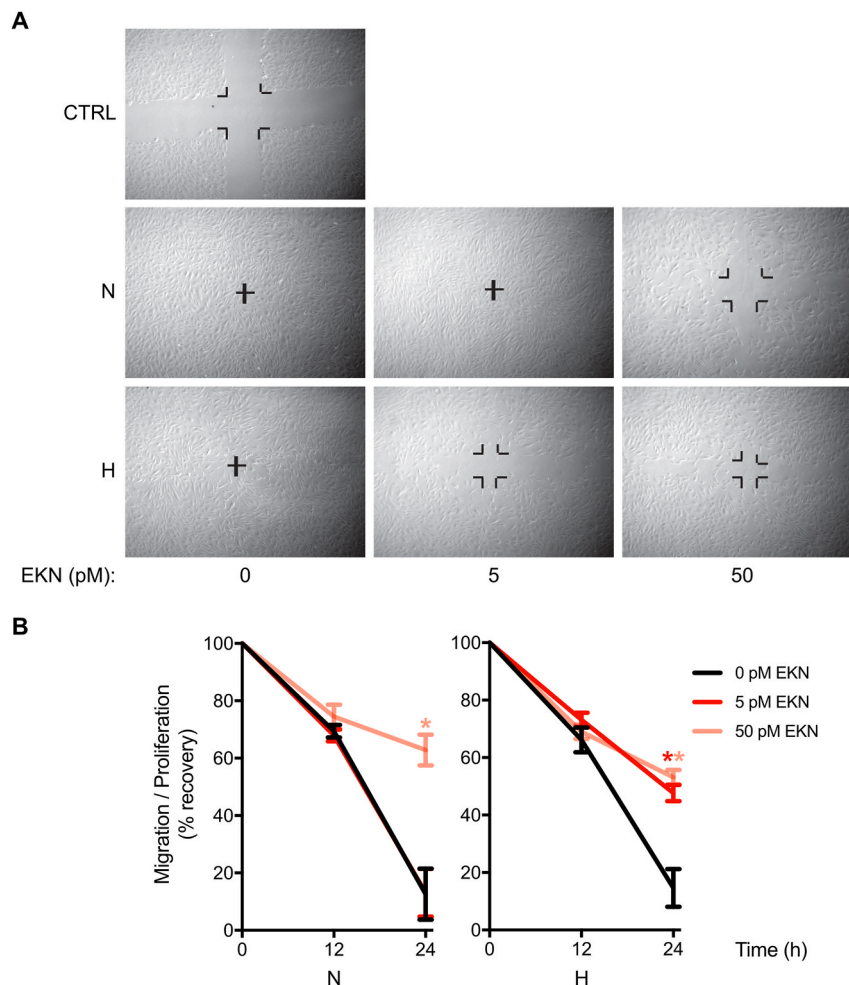 A
CTRL
N
H
EKN (pM): 0 5 50
B
Migration / Proliferation
(% recovery)
100
80
60
40
20
0
0 12 24
N
*
100
80
60
40
20
0
0 12 24
H
**
Time (h)
0 pM EKN
5 pM EKN
50 pM EKN